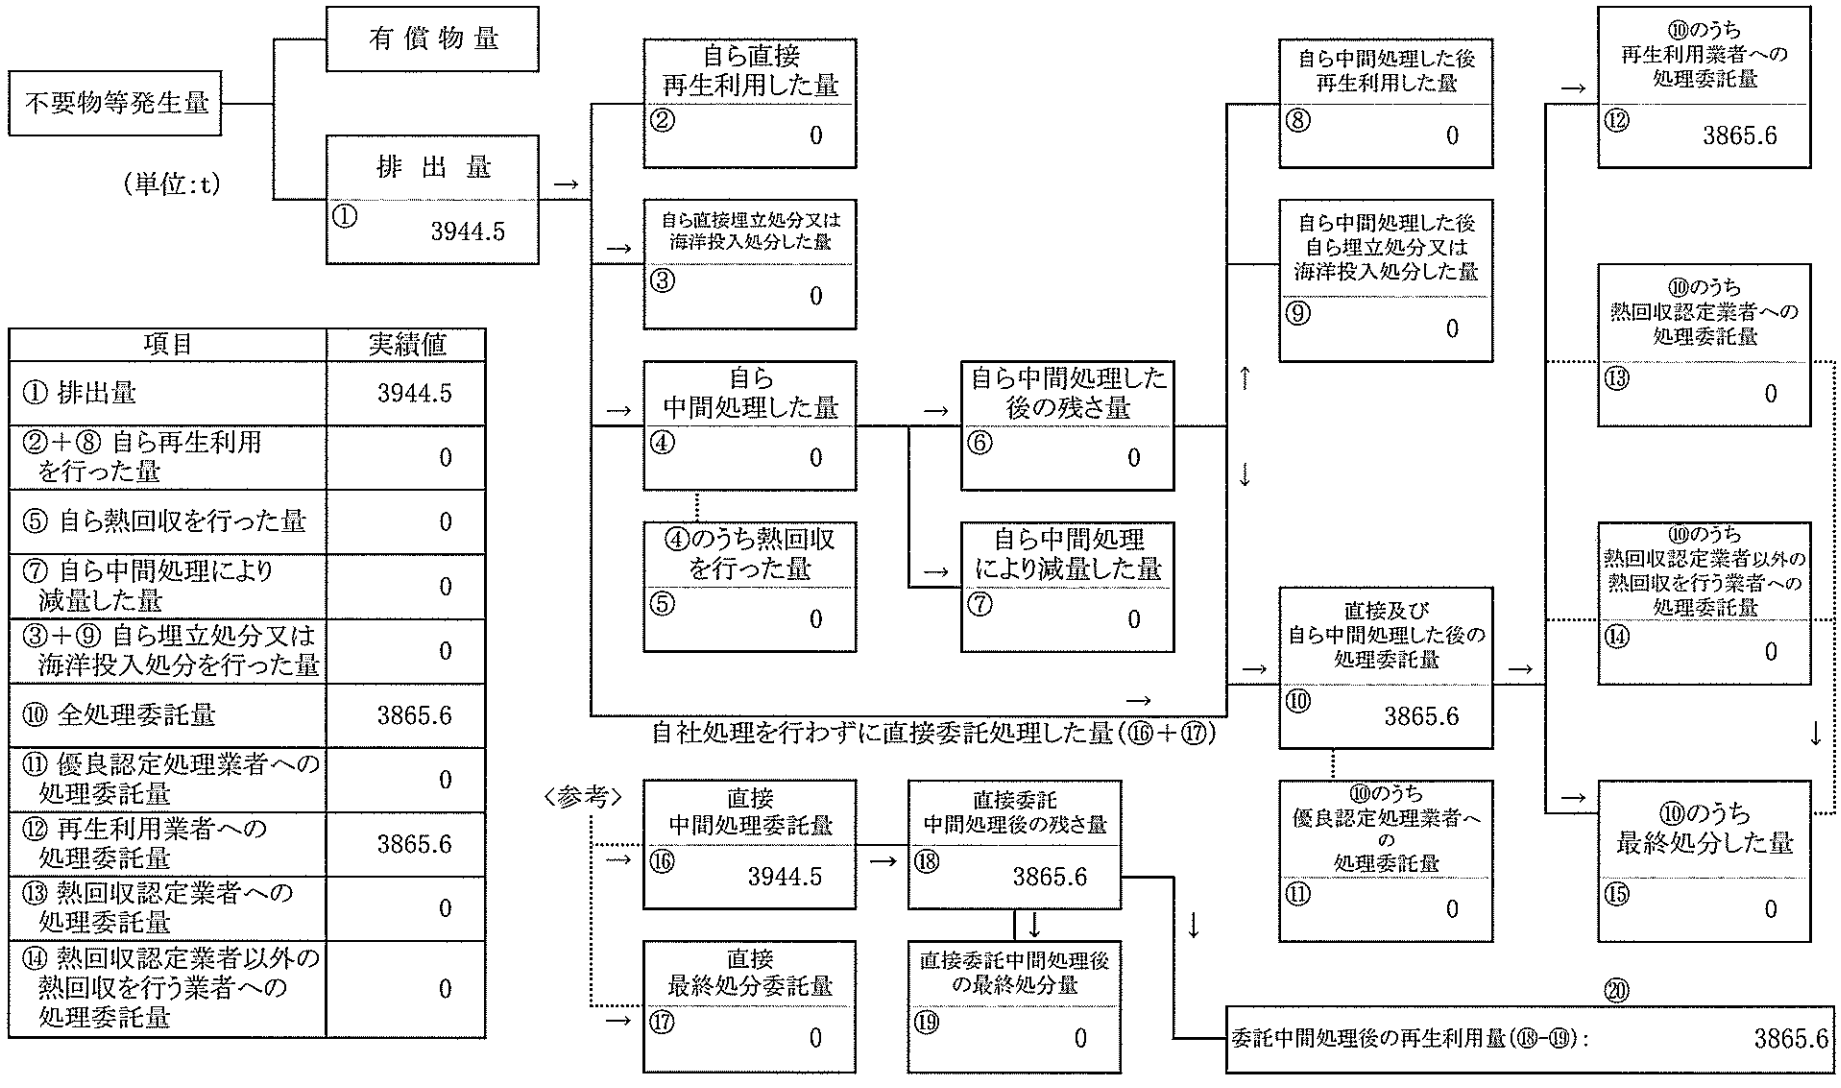 有償物量
不要物等発生量
(単位:t)
排出量
→
① 3944.5
自ら直接
再生利用した量
② 0
→
自ら直接埋立処分又は
海洋投入処分した量
③ 0
→
自ら
中間処理した量
④ 0
④のうち熱回収
を行った量
⑤ 0
→
自ら中間処理した
後の残さ量
⑥ 0
→
自ら中間処理
により減量した量
⑦ 0
→
自社処理を行わずに直接委託処理した量(⑯+⑰)
自ら中間処理した後
再生利用した量
⑧ 0
自ら中間処理した後
自ら埋立処分又は
海洋投入処分した量
⑨ 0
↑
↓
→
直接及び
自ら中間処理した後の
処理委託量
⑩ 3865.6
→
⑩のうち
優良認定処理業者へ
の
処理委託量
⑪ 0
→
⑩のうち
再生利用業者への
処理委託量
⑫ 3865.6
⑩のうち
熱回収認定業者への
処理委託量
⑬ 0
⑩のうち
熱回収認定業者以外の
熱回収を行う業者への
処理委託量
⑭ 0
↓
→
⑩のうち
最終処分した量
⑮ 0
項目 実績値
① 排出量 3944.5
②+⑧ 自ら再生利用
を行った量 0
⑤ 自ら熱回収を行った量 0
⑦ 自ら中間処理により
減量した量 0
③+⑨ 自ら埋立処分又は
海洋投入処分を行った量 0
⑩ 全処理委託量 3865.6
⑪ 優良認定処理業者への
処理委託量 0
⑫ 再生利用業者への
処理委託量 3865.6
⑬ 熱回収認定業者への
処理委託量 0
⑭ 熱回収認定業者以外の
熱回収を行う業者への
処理委託量 0
〈参考〉
→
直接
中間処理委託量
⑯ 3944.5
→
直接
最終処分委託量
⑰ 0
→
直接委託
中間処理後の残さ量
⑱ 3865.6
↓
直接委託中間処理後
の最終処分量
⑲ 0
↓
⑳
委託中間処理後の再生利用量(⑱-⑲): 3865.6